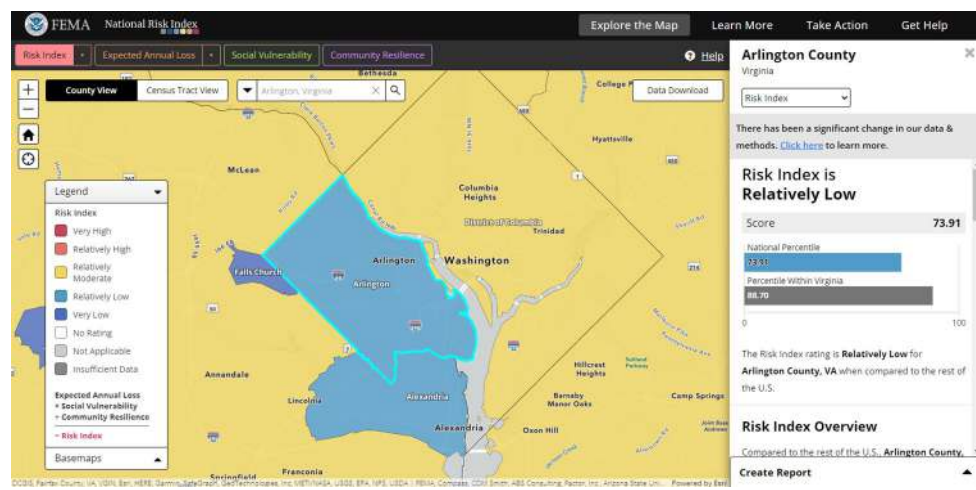 FEMA
National Risk Index
Explore the Map
Learn More
Take Action
Get Help
Risk Index
Expected Annual Loss
Social Vulnerability
Community Resilience
Help
County View
Census Tract View
Arlington, Virginia
Data Download
Bethesda
College P
Hyattsville
McLean
Columbia
Heights
District of Columbia
Trinidad
Falls Church
Arlington
Washington
Arlington
Annandale
Lincolnia
Alexandria
Alexandria
Hillcrest
Heights
Barnaby
Manor Oaks
Camp Springs
Oxon Hill
Joint Base
Andrews
Franconia
Springfield
Suitland
Parkway
Legend
Risk Index
Very High
Relatively High
Relatively
Moderate
Relatively Low
Very Low
No Rating
Not Applicable
Insufficient Data
Expected Annual Loss
× Social Vulnerability
÷ Community Resilience
= Risk Index
Basemaps
Powered by Esri
Arlington County
Virginia
Risk Index
There has been a significant change in our data &
methods. Click here to learn more.
Risk Index is
Relatively Low
Score 73.91
National Percentile
73.91
Percentile Within Virginia
88.70
0 100
The Risk Index rating is Relatively Low for
Arlington County, VA when compared to the rest of
the U.S.
Risk Index Overview
Compared to the rest of the U.S., Arlington County,
Create Report